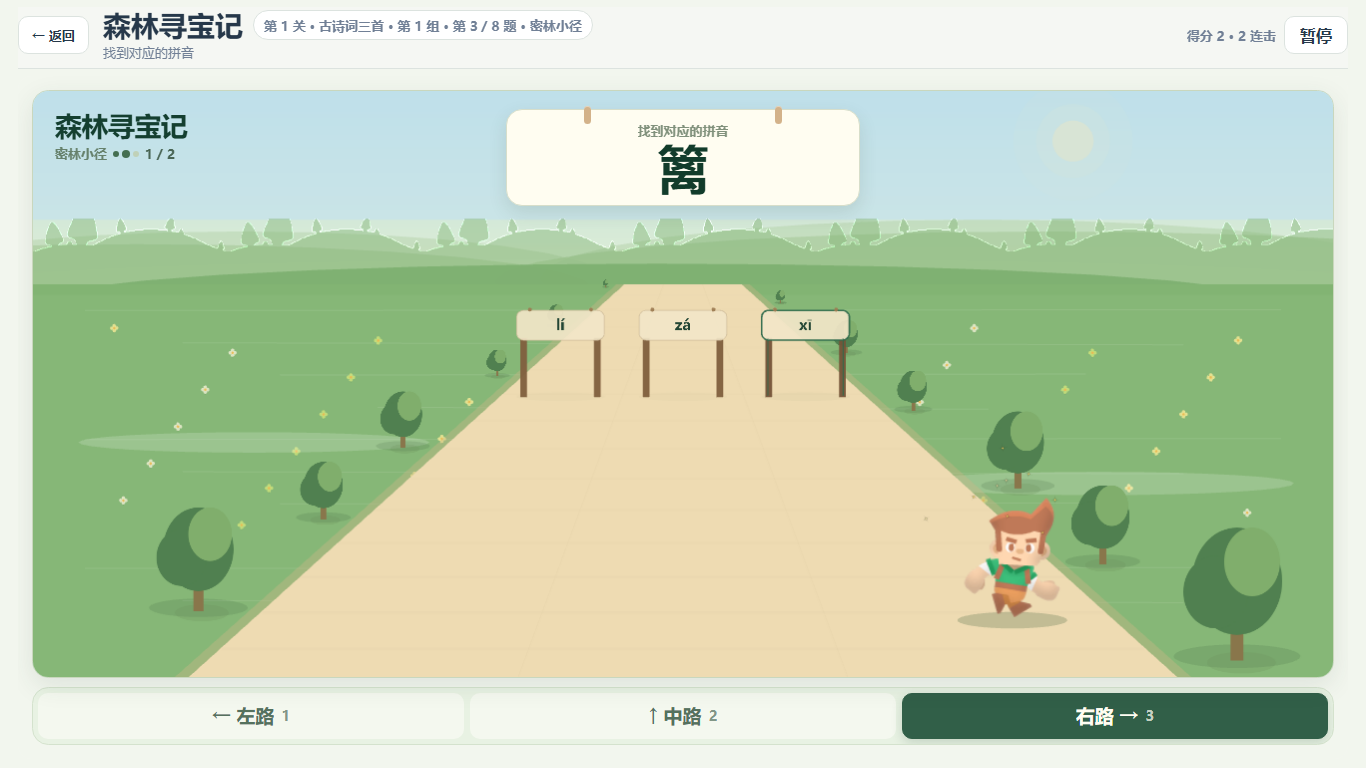 ← 返回
森林寻宝记
第 1 关 • 古诗词三首 • 第 1 组 • 第 3 / 8 题 • 密林小径
找到对应的拼音
得分 2 • 2 连击
暂停
森林寻宝记
密林小径 1 / 2
找到对应的拼音
篱
lí zá xī
← 左路 1
↑ 中路 2
右路 → 3